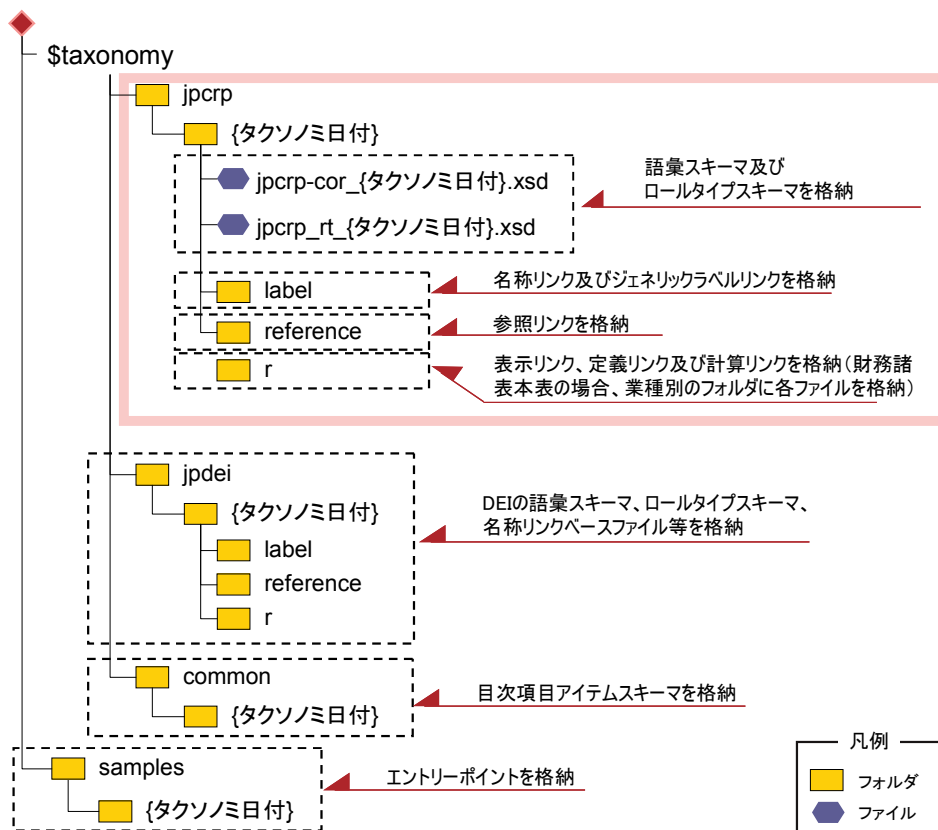 $taxonomy
jpcrp
{タクソノミ日付}
jpcrp-cor_{タクソノミ日付}.xsd
jpcrp_rt_{タクソノミ日付}.xsd
語彙スキーマ及び
ロールタイプスキーマを格納
label
名称リンク及びジェネリックラベルリンクを格納
reference
参照リンクを格納
r
表示リンク、定義リンク及び計算リンクを格納(財務諸
表本表の場合、業種別のフォルダに各ファイルを格納)
jpdei
{タクソノミ日付}
label
reference
r
DEIの語彙スキーマ、ロールタイプスキーマ、
名称リンクベースファイル等を格納
common
{タクソノミ日付}
目次項目アイテムスキーマを格納
samples
{タクソノミ日付}
エントリーポイントを格納
凡例
フォルダ
ファイル